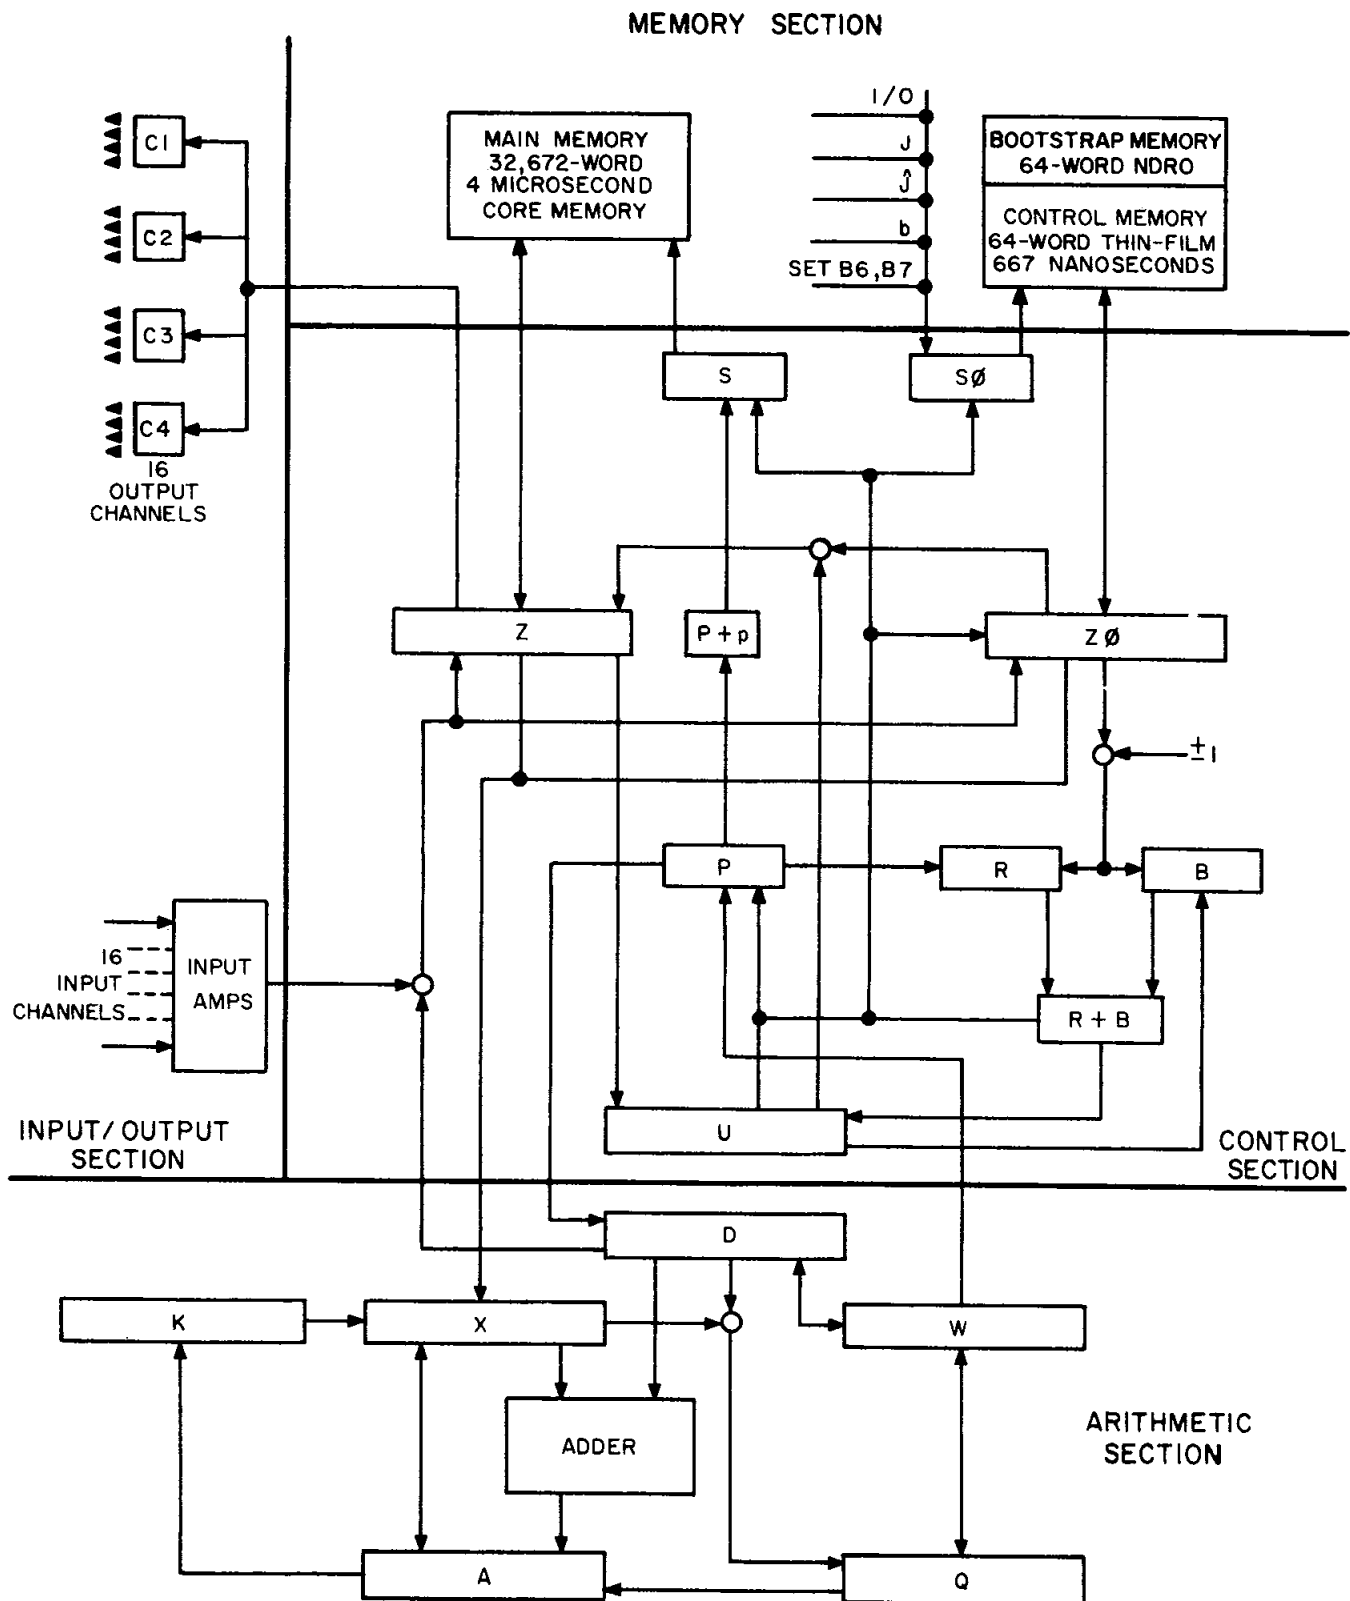 MEMORY SECTION
C1
C2
C3
C4
16
OUTPUT
CHANNELS
MAIN MEMORY
32,672-WORD
4 MICROSECOND
CORE MEMORY
I/O
J
Ĵ
b
SET B6,B7
BOOTSTRAP MEMORY
64-WORD NDRO
CONTROL MEMORY
64-WORD THIN-FILM
667 NANOSECONDS
S
SØ
Z
P+p
ZØ
±1
P
R
B
16
INPUT
CHANNELS
INPUT
AMPS
R+B
U
INPUT/OUTPUT
SECTION
CONTROL
SECTION
D
K
X
W
ADDER
ARITHMETIC
SECTION
A
Q